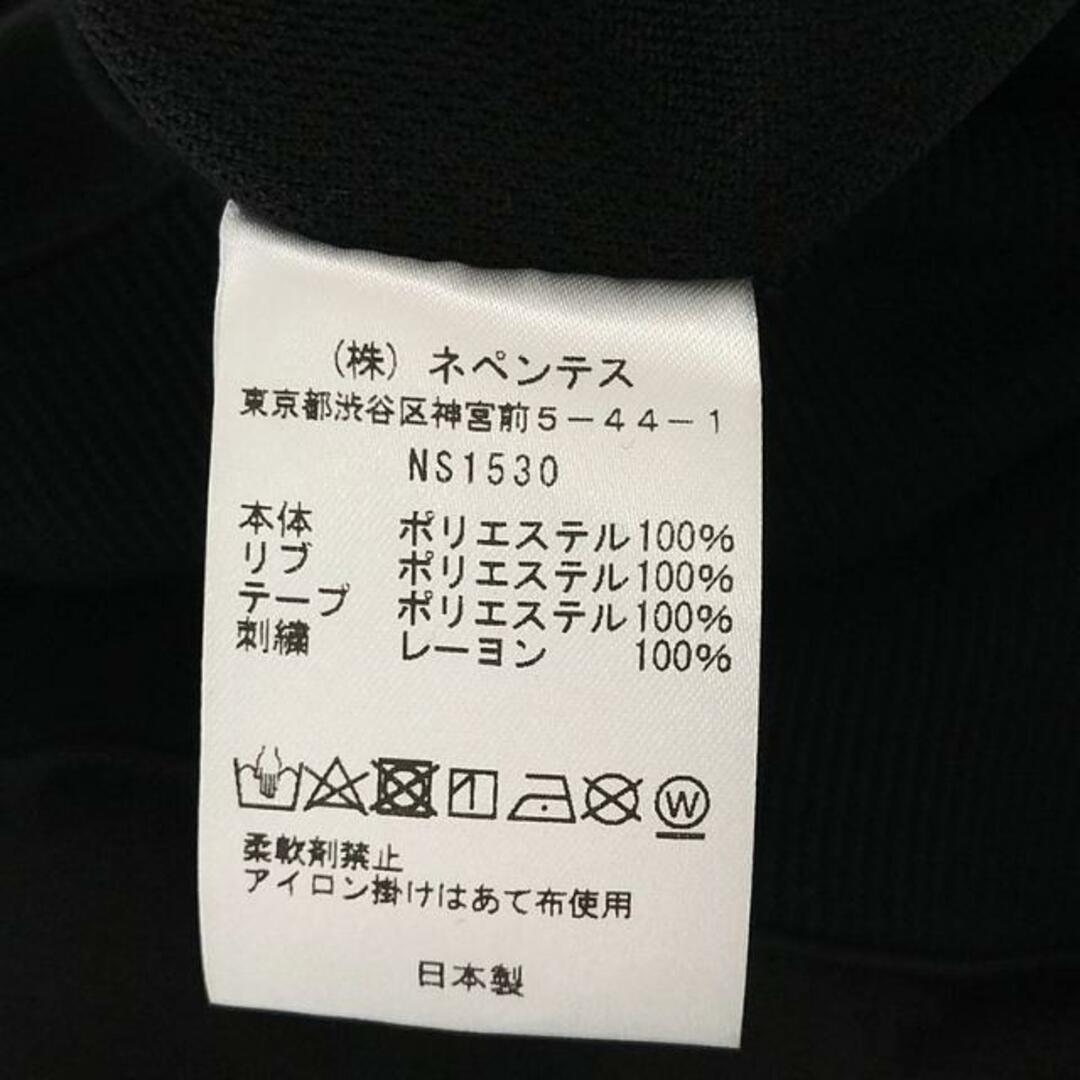 (株) ネペンテス
東京都渋谷区神宮前5-44-1
NS1530
本体 ポリエステル100%
リブ ポリエステル100%
テープ ポリエステル100%
刺繍 レーヨン 100%
W
柔軟剤禁止
アイロン掛けはあて布使用
日本製